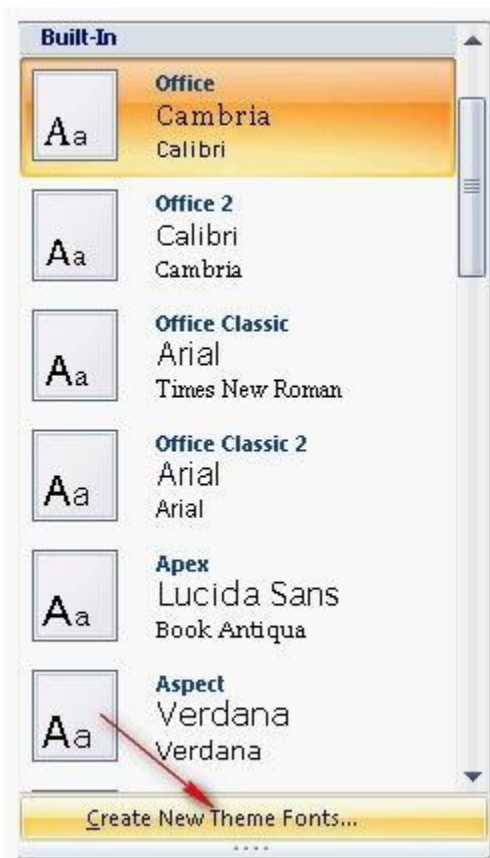 Built-In
Office
Aa
Cambria
Calibri
Office 2
Aa
Calibri
Cambria
Office Classic
Aa
Arial
Times New Roman
Office Classic 2
Aa
Arial
Arial
Apex
Aa
Lucida Sans
Book Antiqua
Aspect
Aa
Verdana
Verdana
Create New Theme Fonts...